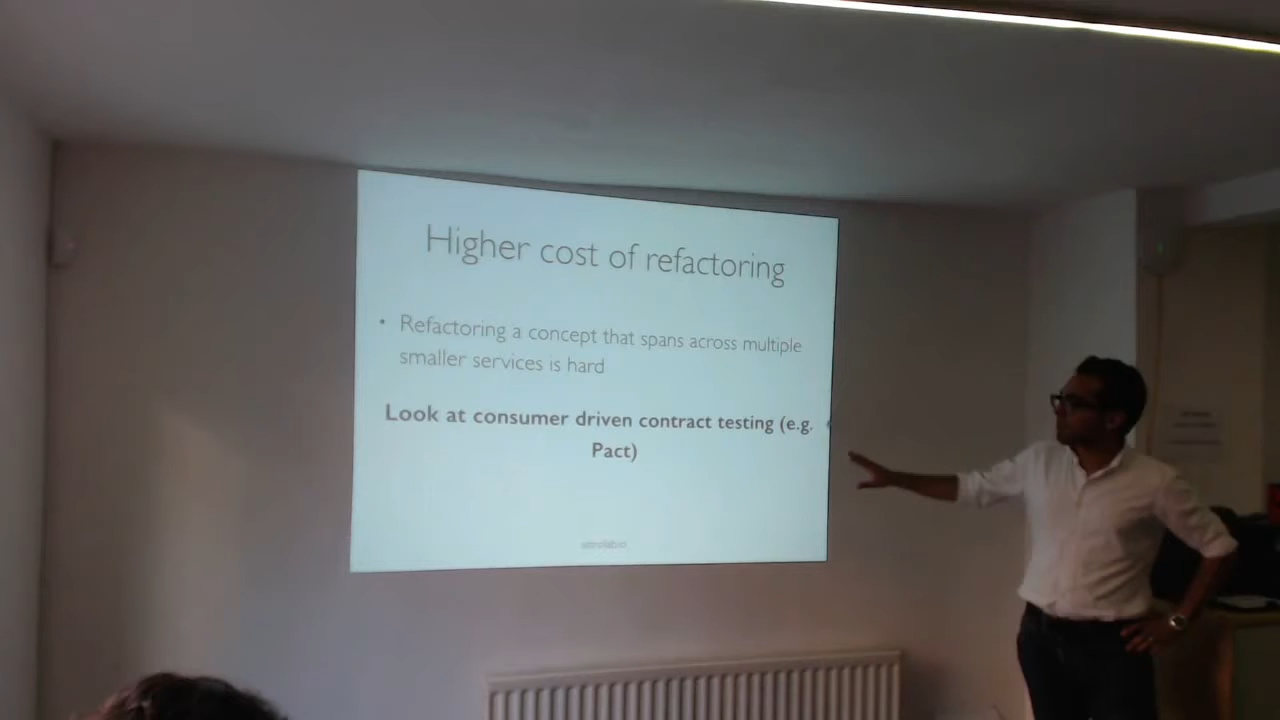 Higher cost of refactoring
• Refactoring a concept that spans across multiple
smaller services is hard
Look at consumer driven contract testing (e.g.
Pact)